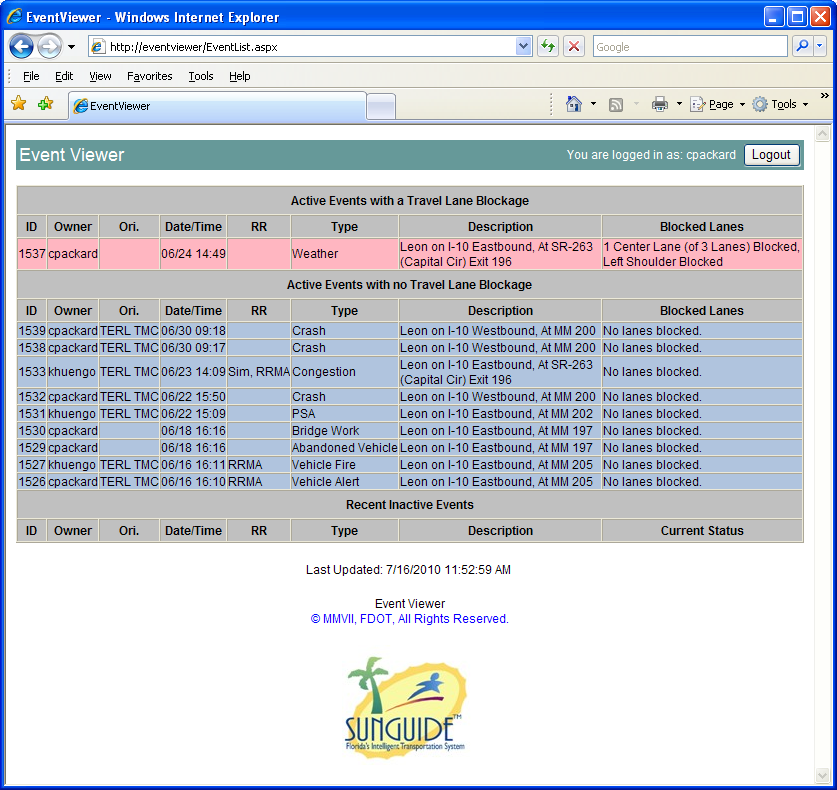 EventViewer - Windows Internet Explorer
http://eventviewer/EventList.aspx
Google
File Edit View Favorites Tools Help
EventViewer
Page Tools »
Event Viewer
You are logged in as: cpackard Logout
Active Events with a Travel Lane Blockage
ID Owner Ori. Date/Time RR Type Description Blocked Lanes
1537 cpackard 06/24 14:49 Weather Leon on I-10 Eastbound, At SR-263 (Capital Cir) Exit 196 1 Center Lane (of 3 Lanes) Blocked, Left Shoulder Blocked
Active Events with no Travel Lane Blockage
ID Owner Ori. Date/Time RR Type Description Blocked Lanes
1539 cpackard TERL TMC 06/30 09:18 Crash Leon on I-10 Westbound, At MM 200 No lanes blocked.
1538 cpackard TERL TMC 06/30 09:17 Crash Leon on I-10 Westbound, At MM 200 No lanes blocked.
1533 khuengo TERL TMC 06/23 14:09 Sim, RRMA Congestion Leon on I-10 Eastbound, At SR-263 (Capital Cir) Exit 196 No lanes blocked.
1532 cpackard TERL TMC 06/22 15:50 Crash Leon on I-10 Westbound, At MM 200 No lanes blocked.
1531 khuengo TERL TMC 06/22 15:09 PSA Leon on I-10 Eastbound, At MM 202 No lanes blocked.
1530 cpackard 06/18 16:16 Bridge Work Leon on I-10 Eastbound, At MM 197 No lanes blocked.
1529 cpackard 06/18 16:16 Abandoned Vehicle Leon on I-10 Eastbound, At MM 197 No lanes blocked.
1527 khuengo TERL TMC 06/16 16:11 RRMA Vehicle Fire Leon on I-10 Eastbound, At MM 205 No lanes blocked.
1526 cpackard TERL TMC 06/16 16:10 RRMA Vehicle Alert Leon on I-10 Eastbound, At MM 205 No lanes blocked.
Recent Inactive Events
ID Owner Ori. Date/Time RR Type Description Current Status
Last Updated: 7/16/2010 11:52:59 AM
Event Viewer
© MMVII, FDOT, All Rights Reserved.
SUNGUIDE™
Florida's Intelligent Transportation System